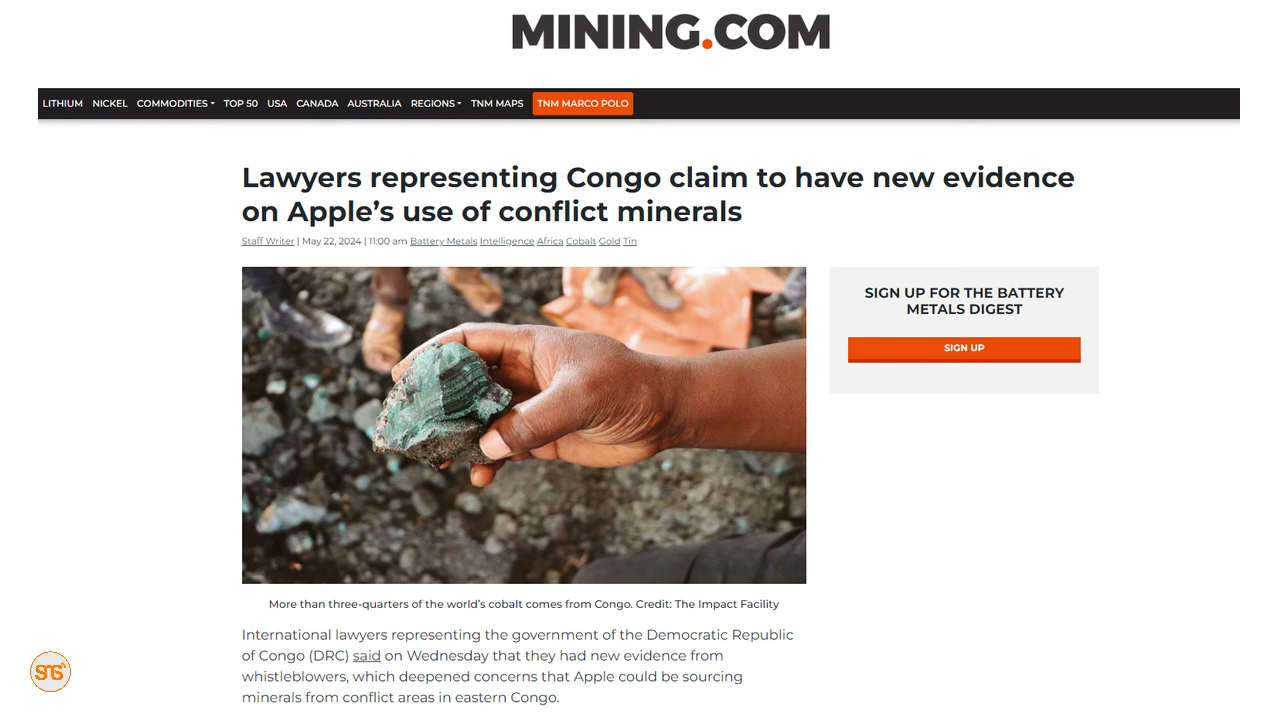 MINING.COM
LITHIUM NICKEL COMMODITIES TOP 50 USA CANADA AUSTRALIA REGIONS TNM MAPS TNM MARCO POLO
Lawyers representing Congo claim to have new evidence
on Apple’s use of conflict minerals
Staff Writer | May 22, 2024 | 11:00 am Battery Metals Intelligence Africa Cobalt Gold Tin
SIGN UP FOR THE BATTERY
METALS DIGEST
SIGN UP
More than three-quarters of the world’s cobalt comes from Congo. Credit: The Impact Facility
International lawyers representing the government of the Democratic Republic
of Congo (DRC) said on Wednesday that they had new evidence from
whistleblowers, which deepened concerns that Apple could be sourcing
minerals from conflict areas in eastern Congo.
SNS